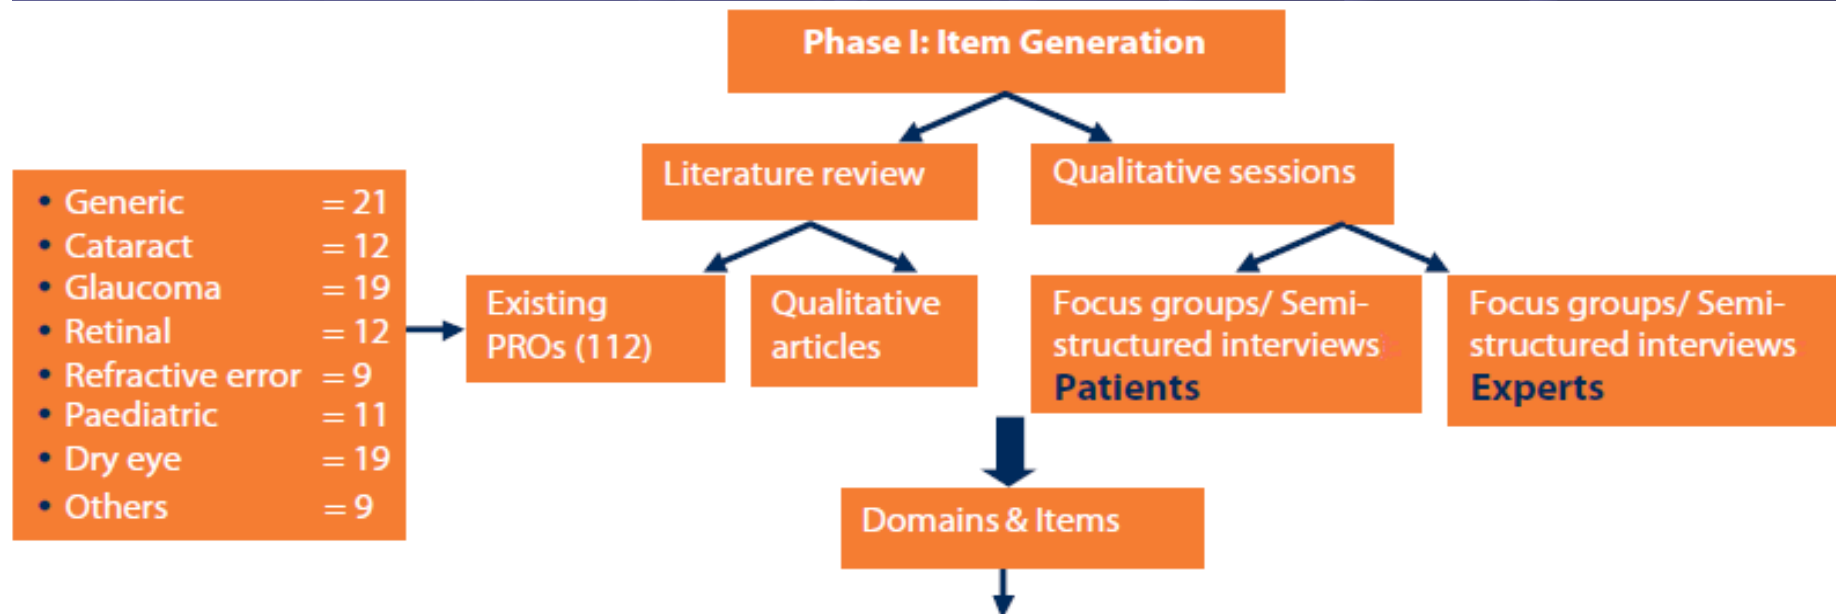 Phase I: Item Generation
Literature review
Qualitative sessions
• Generic = 21
• Cataract = 12
• Glaucoma = 19
• Retinal = 12
• Refractive error = 9
• Paediatric = 11
• Dry eye = 19
• Others = 9
Existing
PROs (112)
Qualitative
articles
Focus groups/ Semi-
structured interviews
Patients
Focus groups/ Semi-
structured interviews
Experts
Domains & Items